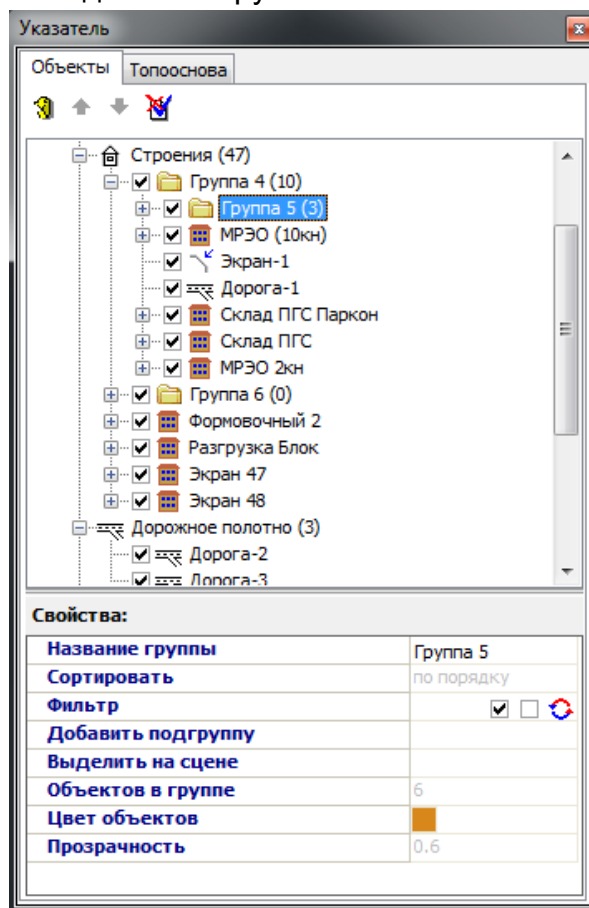 Указатель
Объекты Топооснова
Строения (47)
Группа 4 (10)
Группа 5 (3)
МРЭО (10кн)
Экран-1
Дорога-1
Склад ПГС Паркон
Склад ПГС
МРЭО 2кн
Группа 6 (0)
Формовочный 2
Разгрузка Блок
Экран 47
Экран 48
Дорожное полотно (3)
Дорога-2
Дорога-3
Свойства:
Название группы Группа 5
Сортировать по порядку
Фильтр
Добавить подгруппу
Выделить на сцене
Объектов в группе 6
Цвет объектов
Прозрачность 0.6